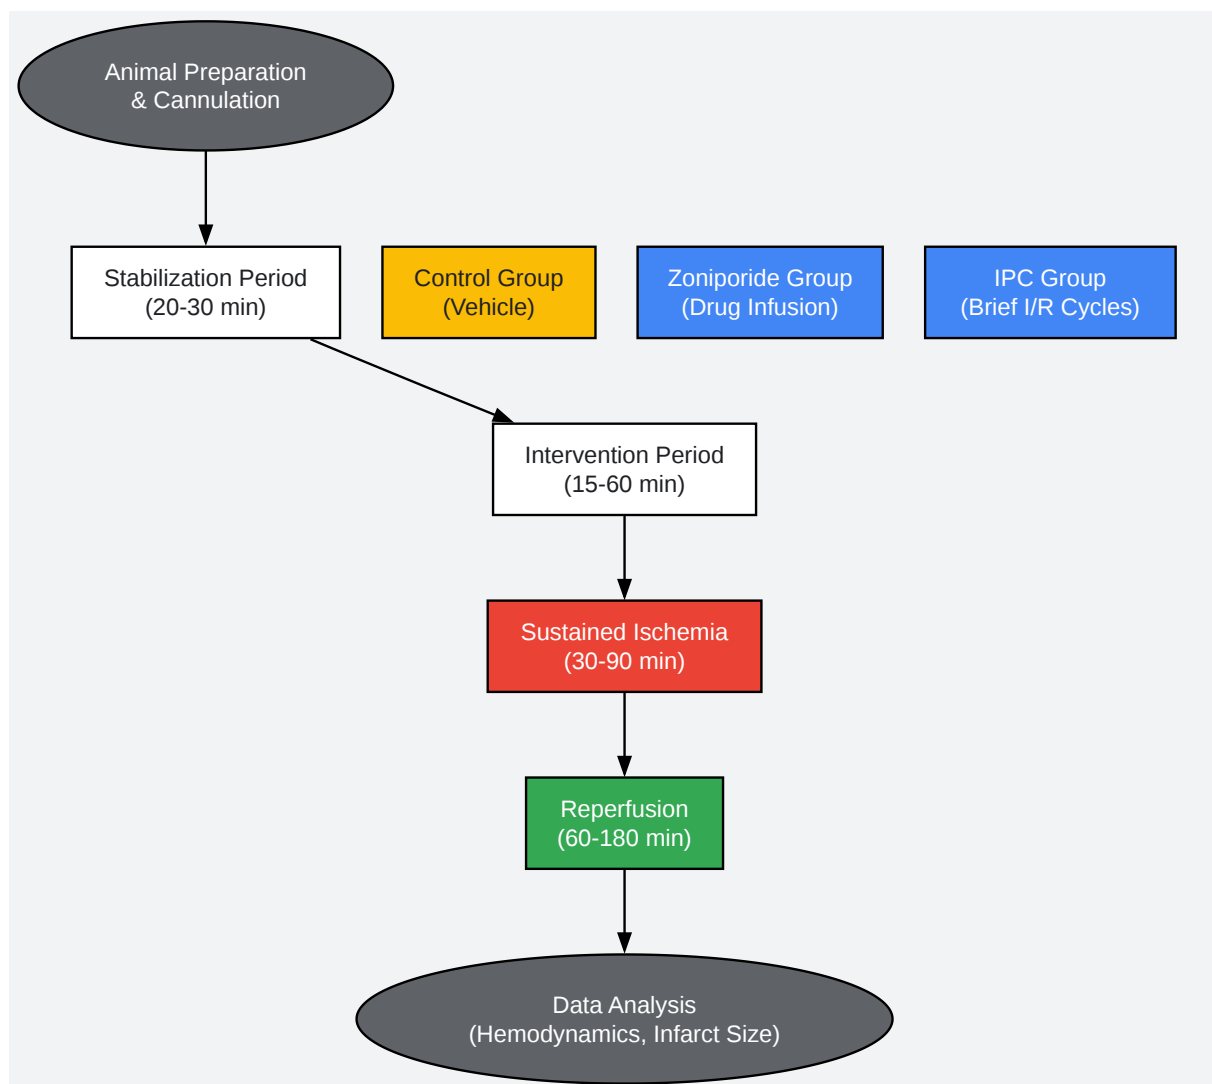 Animal Preparation
& Cannulation
Stabilization Period
(20-30 min)
Control Group
(Vehicle)
Zoniporide Group
(Drug Infusion)
IPC Group
(Brief I/R Cycles)
Intervention Period
(15-60 min)
Sustained Ischemia
(30-90 min)
Reperfusion
(60-180 min)
Data Analysis
(Hemodynamics, Infarct Size)